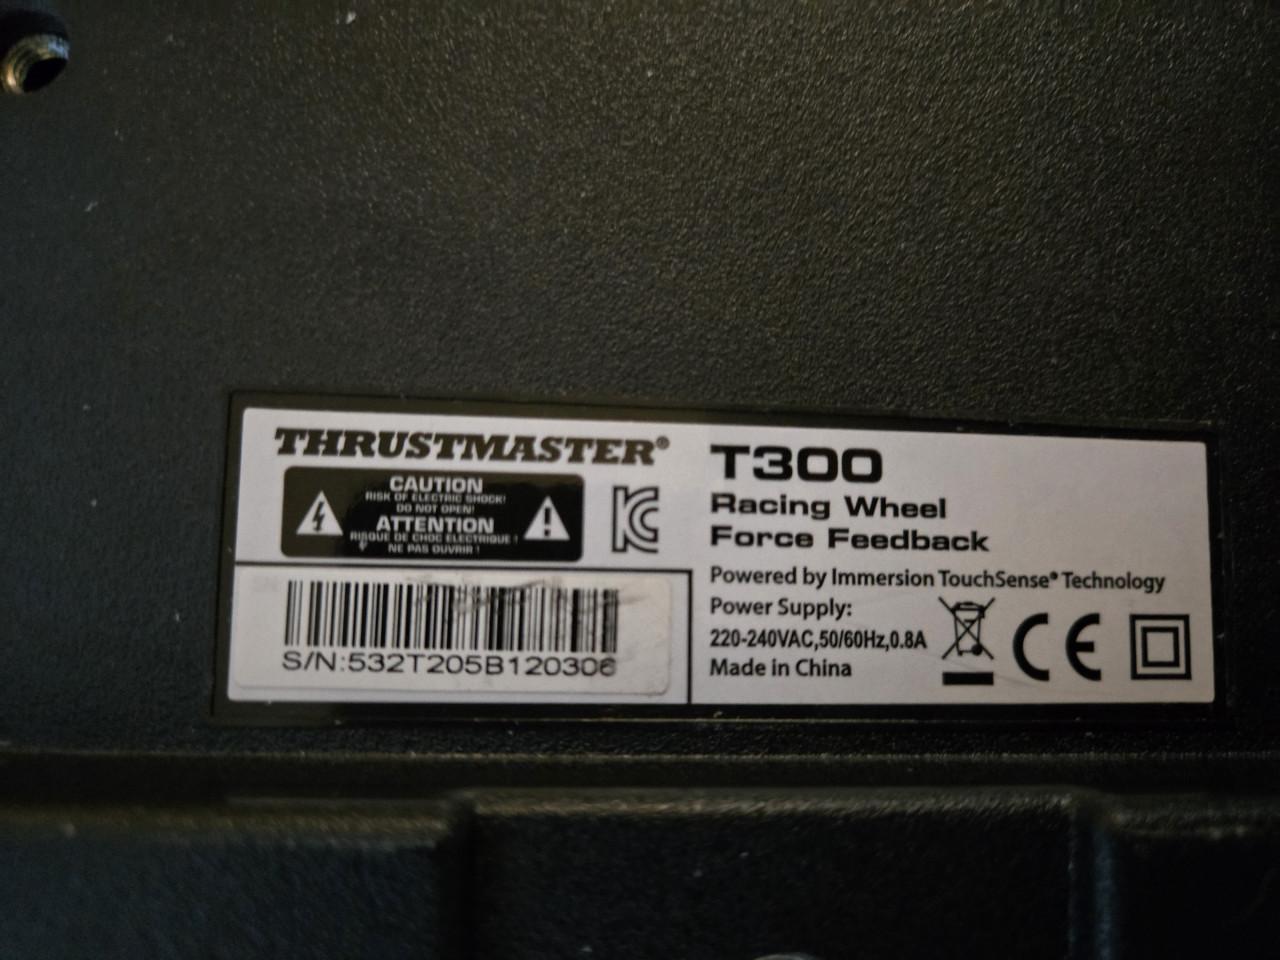 THRUSTMASTER®
CAUTION
RISK OF ELECTRIC SHOCK!
DO NOT OPEN!
ATTENTION
RISQUE DE CHOC ELECTRIQUE !
NE PAS OUVRIR !
S/N:532T205B120306
T300
Racing Wheel
Force Feedback
Powered by Immersion TouchSense® Technology
Power Supply:
220-240VAC,50/60Hz,0.8A
Made in China
CE